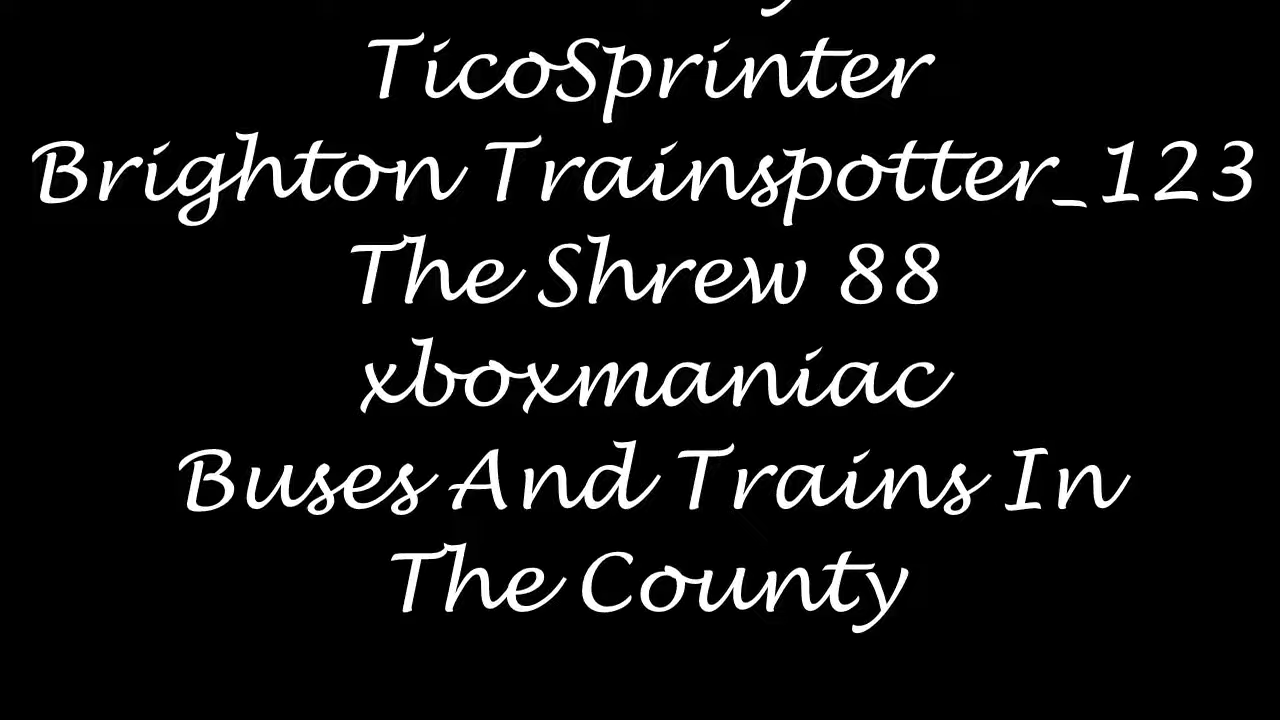 TicoSprinter
Brighton Trainspotter_123
The Shrew 88
xboxmaniac
Buses And Trains In
The County